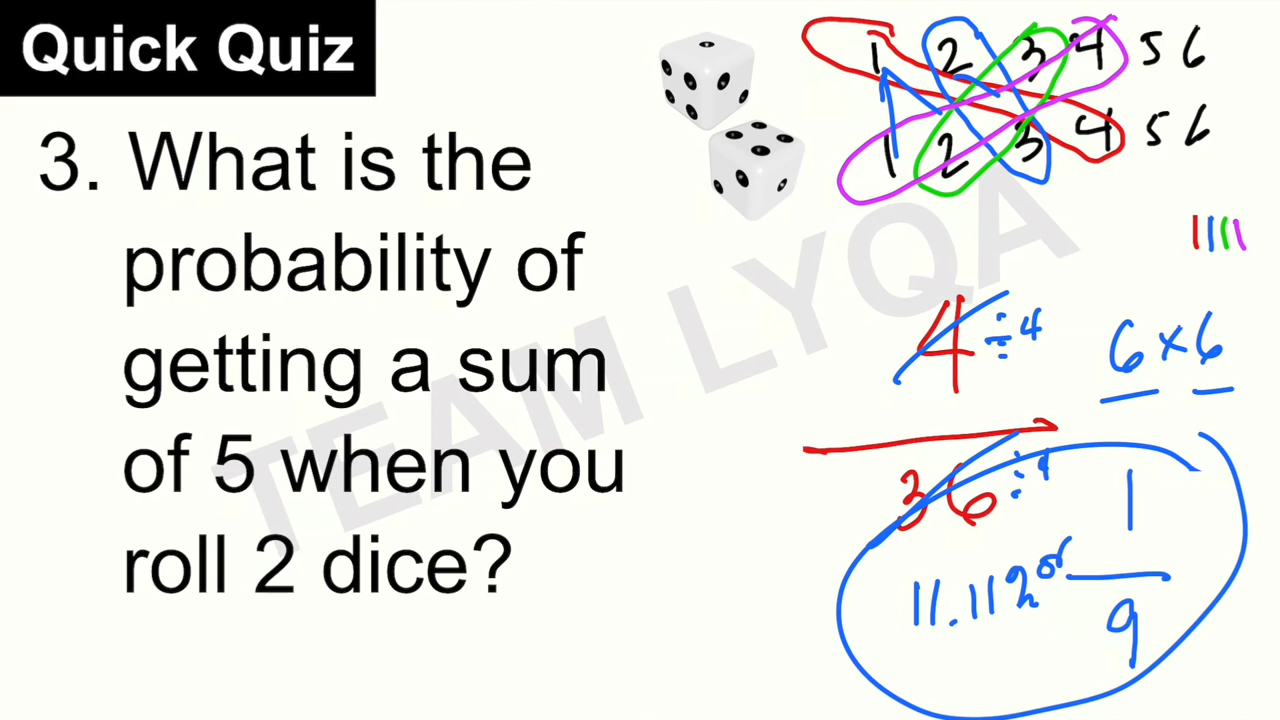 Quick Quiz
3. What is the
probability of
getting a sum
of 5 when you
roll 2 dice?
TEAM LYQA
1 2 3 4 5 6
1 2 3 4 5 6
4 ÷ 4
6 × 6
36 ÷ 4
1
11.11% or
9